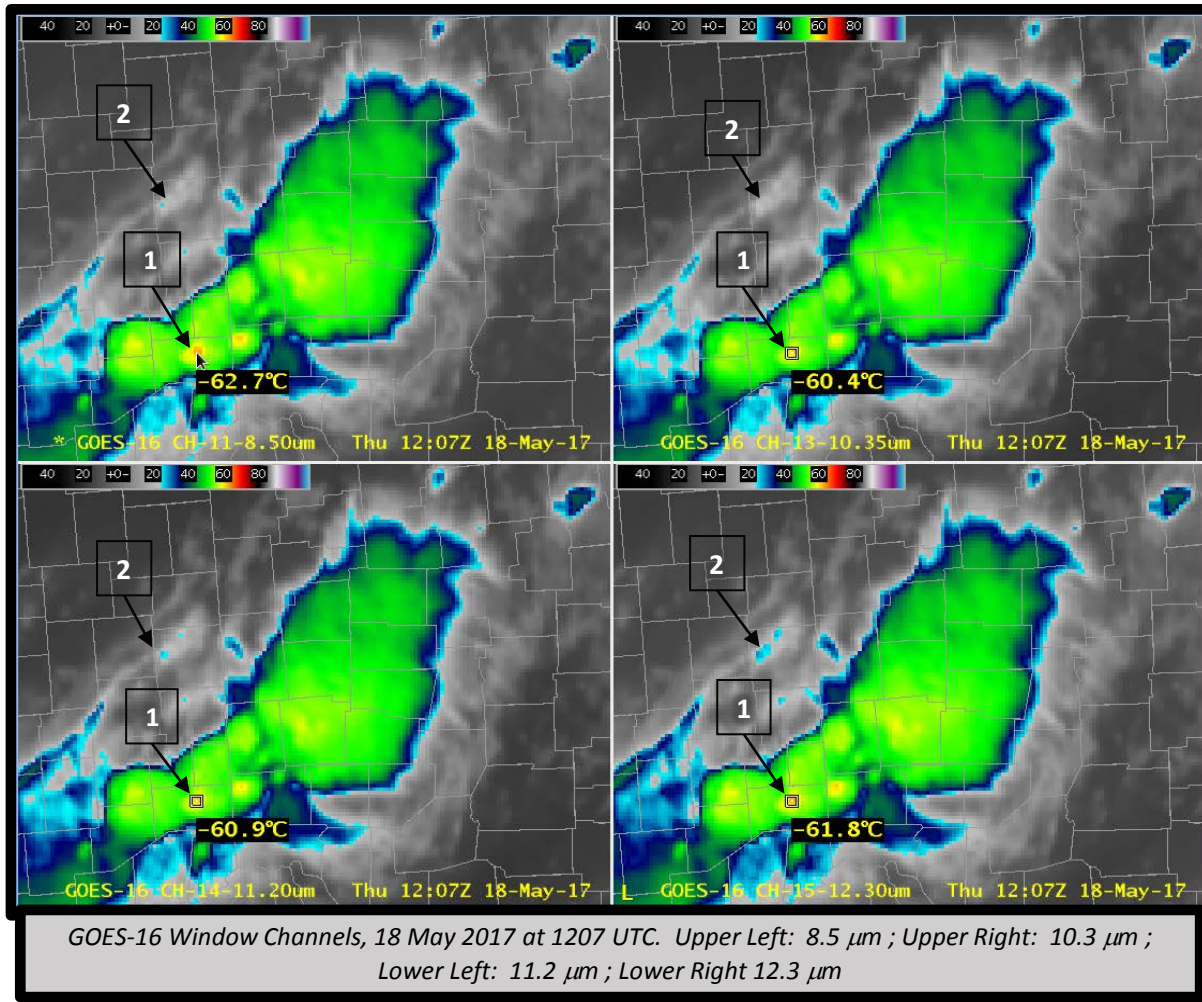 40 20 +0- 20 40 60 80
40 20 +0- 20 40 60 80
2
2
1
1
-62.7°C
-60.4°C
* GOES-16 CH-11-8.50um Thu 12:07Z 18-May-17
GOES-16 CH-13-10.35um Thu 12:07Z 18-May-17
40 20 +0- 20 40 60 80
40 20 +0- 20 40 60 80
2
2
1
1
-60.9°C
-61.8°C
GOES-16 CH-14-11.20um Thu 12:07Z 18-May-17
L GOES-16 CH-15-12.30um Thu 12:07Z 18-May-17
GOES-16 Window Channels, 18 May 2017 at 1207 UTC. Upper Left: 8.5 μm ; Upper Right: 10.3 μm ;
Lower Left: 11.2 μm ; Lower Right 12.3 μm